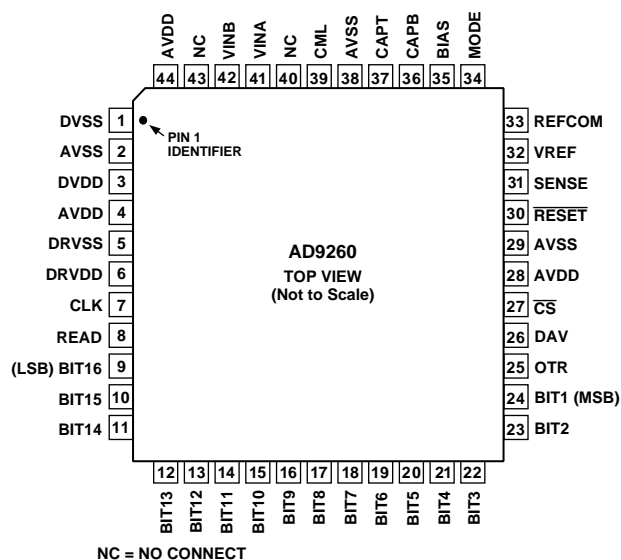 AVDD NC VINB VINA NC CML AVSS CAPT CAPB BIAS MODE
44 43 42 41 40 39 38 37 36 35 34
DVSS 1
AVSS 2
DVDD 3
AVDD 4
DRVSS 5
DRVDD 6
CLK 7
READ 8
(LSB) BIT16 9
BIT15 10
BIT14 11
PIN 1
IDENTIFIER
AD9260
TOP VIEW
(Not to Scale)
33 REFCOM
32 VREF
31 SENSE
30 RESET
29 AVSS
28 AVDD
27 CS
26 DAV
25 OTR
24 BIT1 (MSB)
23 BIT2
12 13 14 15 16 17 18 19 20 21 22
BIT13 BIT12 BIT11 BIT10 BIT9 BIT8 BIT7 BIT6 BIT5 BIT4 BIT3
NC = NO CONNECT